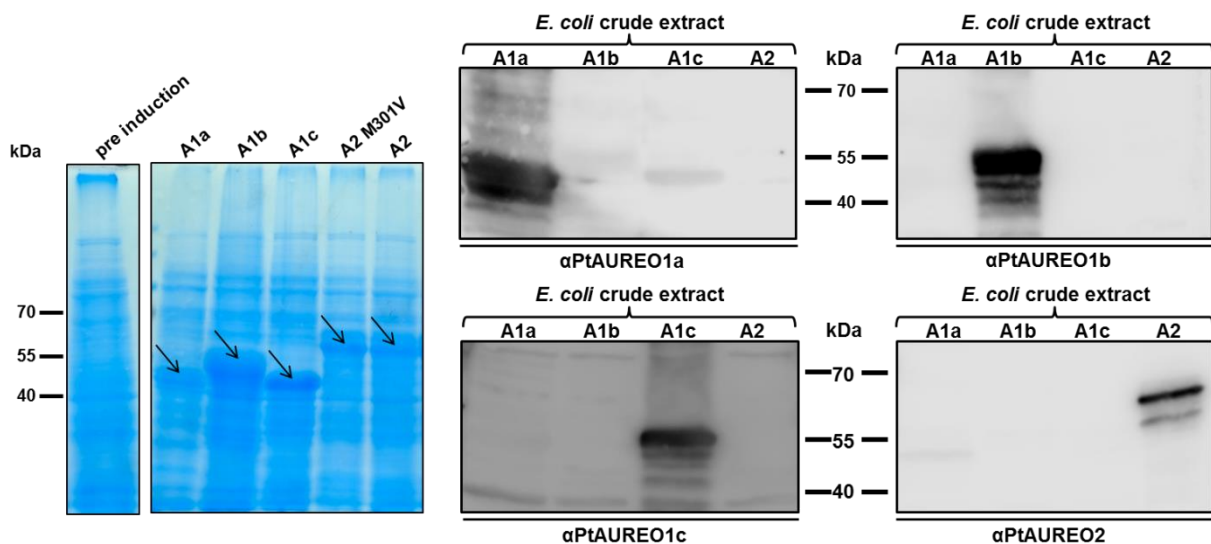 kDa
pre induction
A1a
A1b
A1c
A2 M301V
A2
70
55
40
E. coli crude extract
A1a A1b A1c A2
αPtAUREO1a
kDa
70
55
40
E. coli crude extract
A1a A1b A1c A2
αPtAUREO1b
E. coli crude extract
A1a A1b A1c A2
αPtAUREO1c
kDa
70
55
40
E. coli crude extract
A1a A1b A1c A2
αPtAUREO2